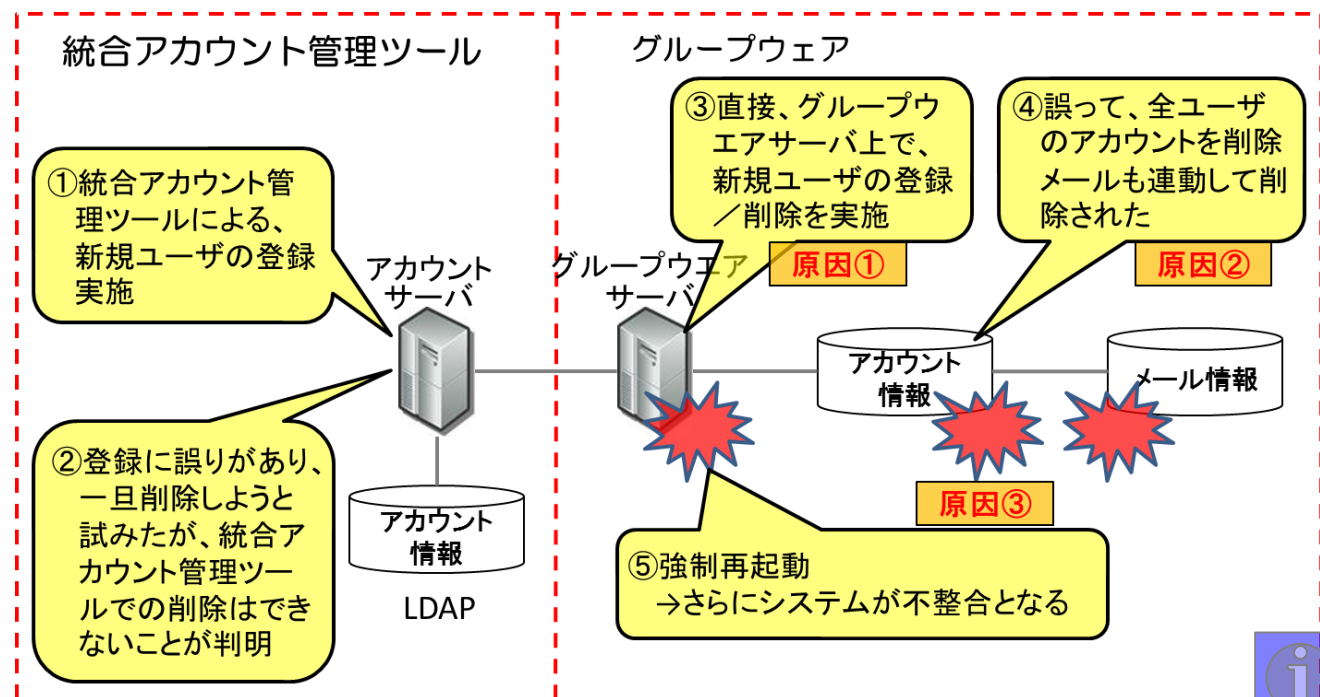 統合アカウント管理ツール
グループウェア
③直接、グループウ
エアサーバ上で、
新規ユーザの登録
／削除を実施
④誤って、全ユーザ
のアカウントを削除
メールも連動して削
除された
①統合アカウント管
理ツールによる、
新規ユーザの登録
実施
原因①
原因②
アカウント
サーバ
グループウエア
サーバ
アカウント
情報
メール情報
②登録に誤りがあり、
一旦削除しようと
試みたが、統合ア
カウント管理ツー
ルでの削除はでき
ないことが判明
アカウント
情報
LDAP
原因③
⑤強制再起動
→さらにシステムが不整合となる